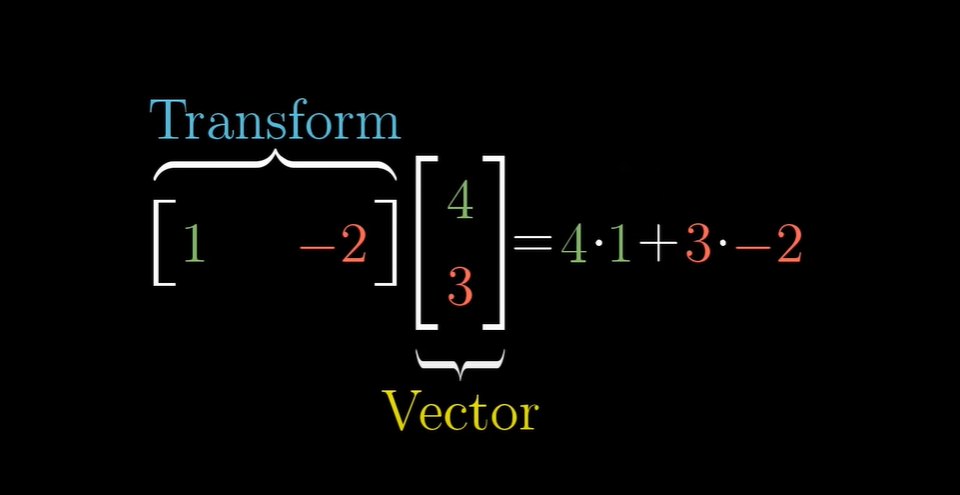 Transform
[1 −2] [4 3] = 4·1+3·−2
Vector